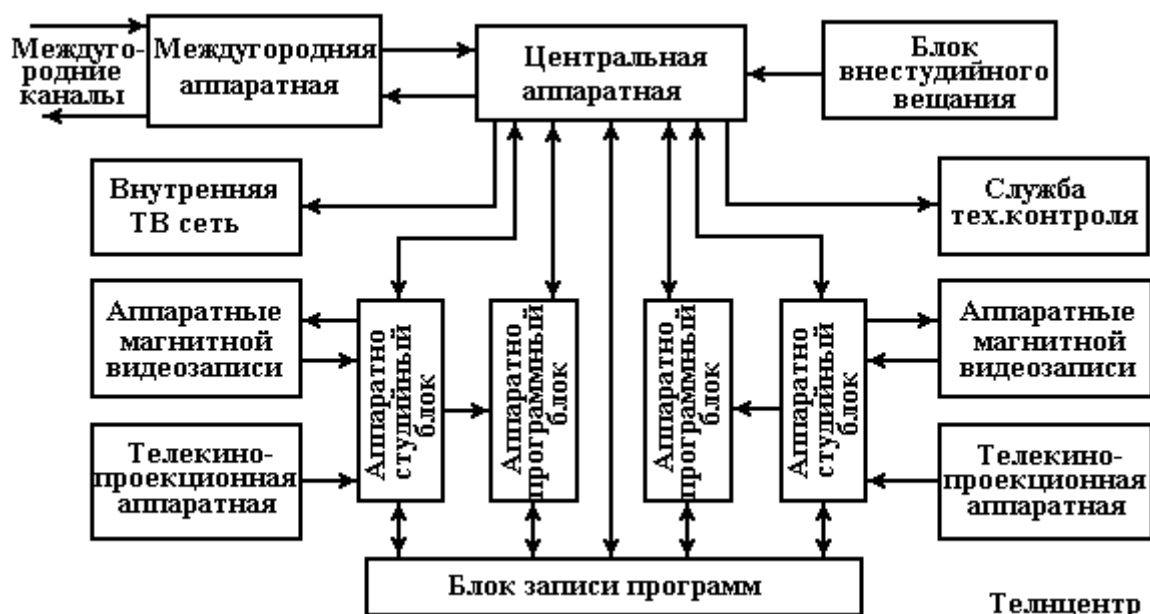 Междуго-
родние
каналы
Междугородняя
аппаратная
Центральная
аппаратная
Блок
внестудийного
вещания
Внутренняя
ТВ сеть
Служба
тех.контроля
Аппаратные
магнитной
видеозаписи
Аппаратно
студийный
блок
Аппаратно
программный
блок
Аппаратно
программный
блок
Аппаратно
студийный
блок
Аппаратные
магнитной
видеозаписи
Телекино-
проекционная
аппаратная
Телекино-
проекционная
аппаратная
Блок записи программ
Телнцентр